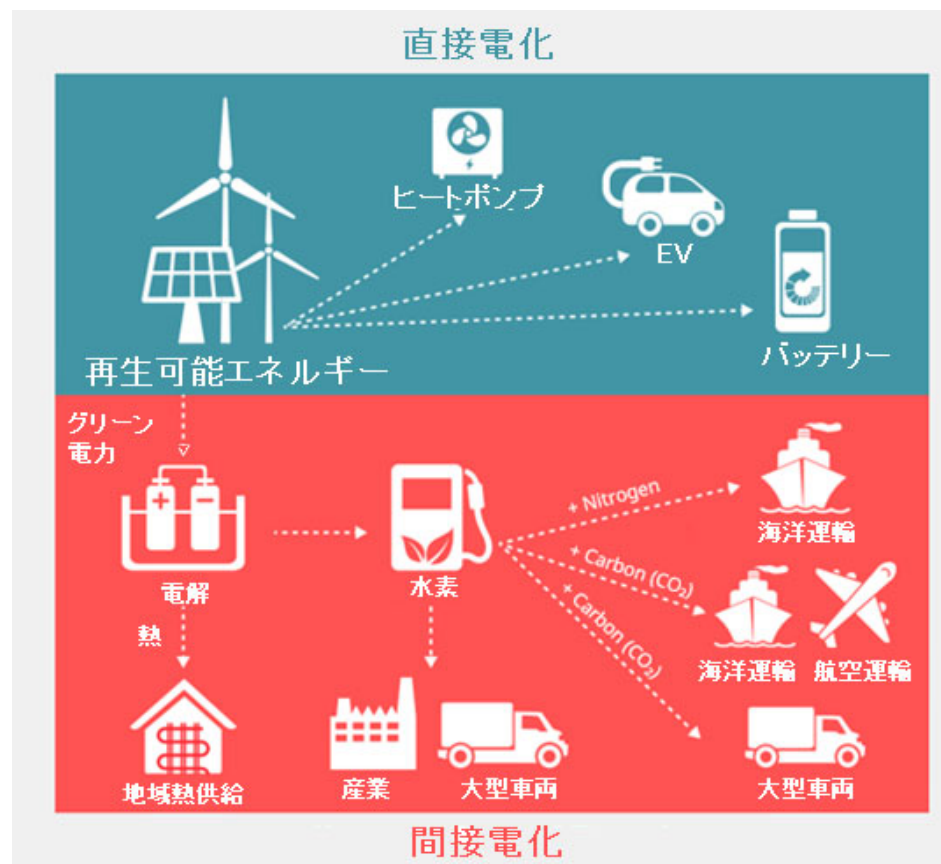 直接電化
ヒートポンプ
EV
バッテリー
再生可能エネルギー
グリーン
電力
+ Nitrogen
海洋運輸
+ Carbon (CO₂)
+ Carbon (CO₂)
電解
水素
熱
海洋運輸
航空運輸
地域熱供給
産業
大型車両
大型車両
間接電化